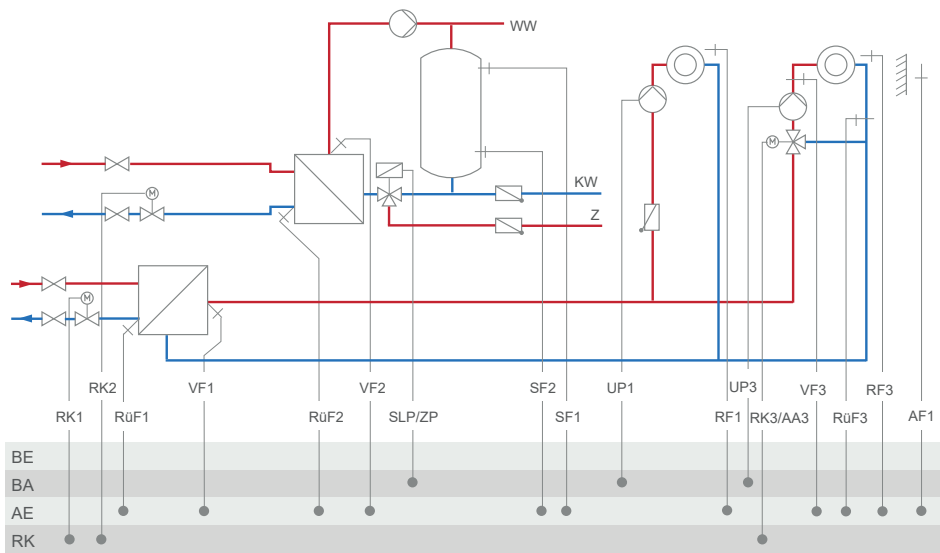 WW
KW
Z
M
M
M
RK2
VF1
VF2
SF2
UP1
UP3
VF3
RF3
RK1
RüF1
RüF2
SLP/ZP
SF1
RF1
RK3/AA3
RüF3
AF1
BE
BA
AE
RK